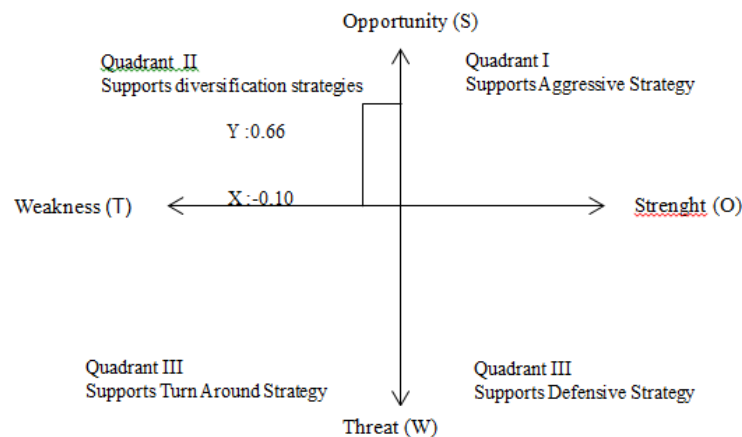 Opportunity (S)
Quadrant II
Supports diversification strategies
Quadrant I
Supports Aggressive Strategy
Y :0.66
X :-0.10
Weakness (T)
Strenght (O)
Quadrant III
Supports Turn Around Strategy
Quadrant III
Supports Defensive Strategy
Threat (W)